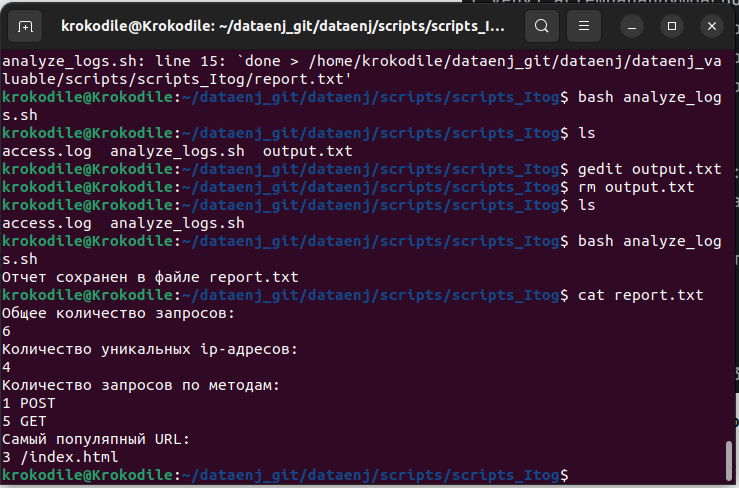 krokodile@Krokodile: ~/dataenj_git/dataenj/scripts/scripts_I...
analyze_logs.sh: line 15: `done > /home/krokodile/dataenj_git/dataenj/dataenj_va
luable/scripts/scripts_Itog/report.txt'
krokodile@Krokodile:~/dataenj_git/dataenj/scripts/scripts_Itog$ bash analyze_log
s.sh
krokodile@Krokodile:~/dataenj_git/dataenj/scripts/scripts_Itog$ ls
access.log  analyze_logs.sh  output.txt
krokodile@Krokodile:~/dataenj_git/dataenj/scripts/scripts_Itog$ gedit output.txt
krokodile@Krokodile:~/dataenj_git/dataenj/scripts/scripts_Itog$ rm output.txt
krokodile@Krokodile:~/dataenj_git/dataenj/scripts/scripts_Itog$ ls
access.log  analyze_logs.sh
krokodile@Krokodile:~/dataenj_git/dataenj/scripts/scripts_Itog$ bash analyze_log
s.sh
Отчет сохранен в файле report.txt
krokodile@Krokodile:~/dataenj_git/dataenj/scripts/scripts_Itog$ cat report.txt
Общее количество запросов:
6
Количество уникальных ip-адресов:
4
Количество запросов по методам:
1 POST
5 GET
Самый популяпный URL:
3 /index.html
krokodile@Krokodile:~/dataenj_git/dataenj/scripts/scripts_Itog$